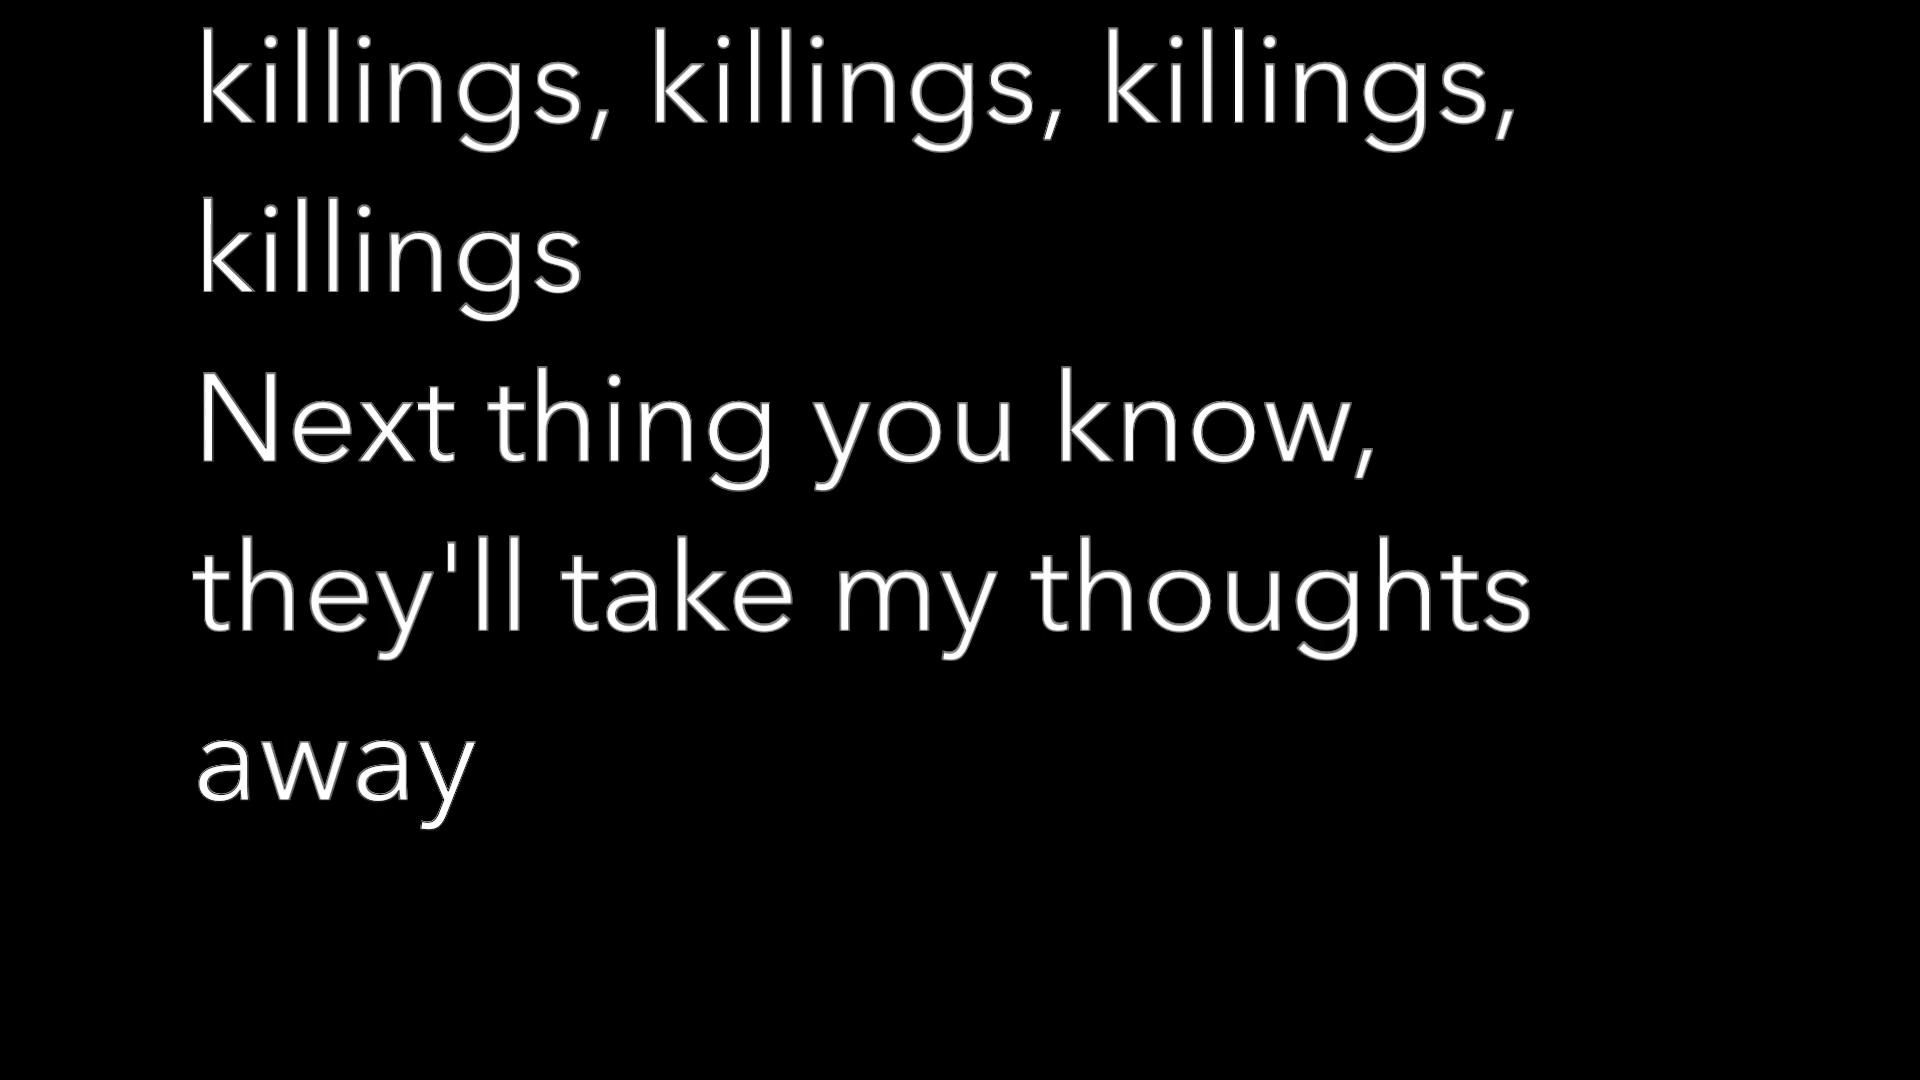 killings, killings, killings,
killings
Next thing you know,
they'll take my thoughts
away